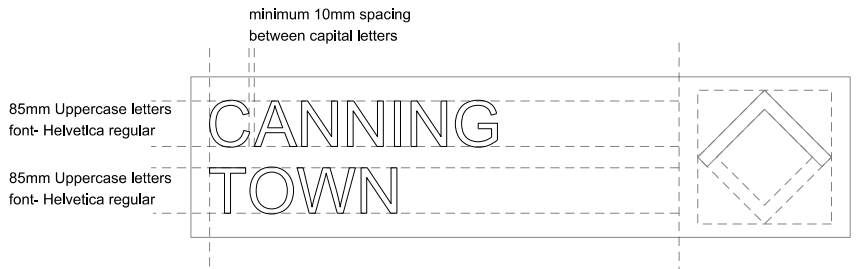 minimum 10mm spacing
between capital letters
85mm Uppercase letters
font- Helvetica regular
CANNING
85mm Uppercase letters
font- Helvetica regular
TOWN